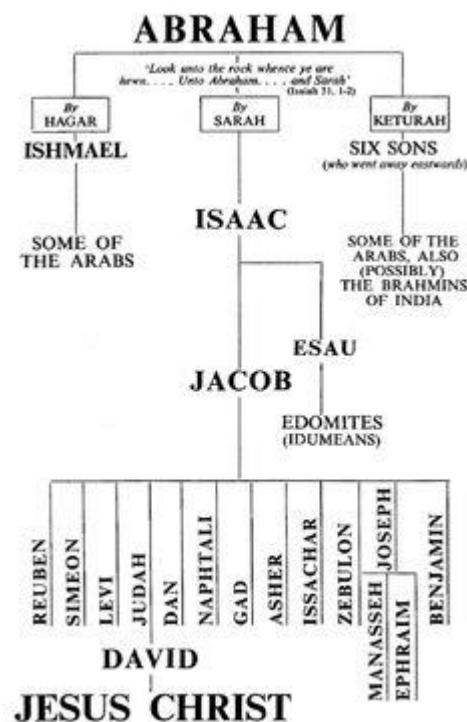 ABRAHAM
'Look unto the rock whence ye are
hewn.... Unto Abraham.... and Sarah'
(Isaiah 51, 1-2)
By
HAGAR
By
SARAH
By
KETURAH
ISHMAEL
SIX SONS
(who went away eastwards)
ISAAC
SOME OF
THE ARABS
SOME OF THE
ARABS, ALSO
(POSSIBLY)
THE BRAHMINS
OF INDIA
ESAU
JACOB
EDOMITES
(IDUMEANS)
REUBEN
SIMEON
LEVI
JUDAH
DAN
NAPHTALI
GAD
ASHER
ISSACHAR
ZEBULON
JOSEPH
MANASSEH
EPHRAIM
BENJAMIN
DAVID
JESUS CHRIST